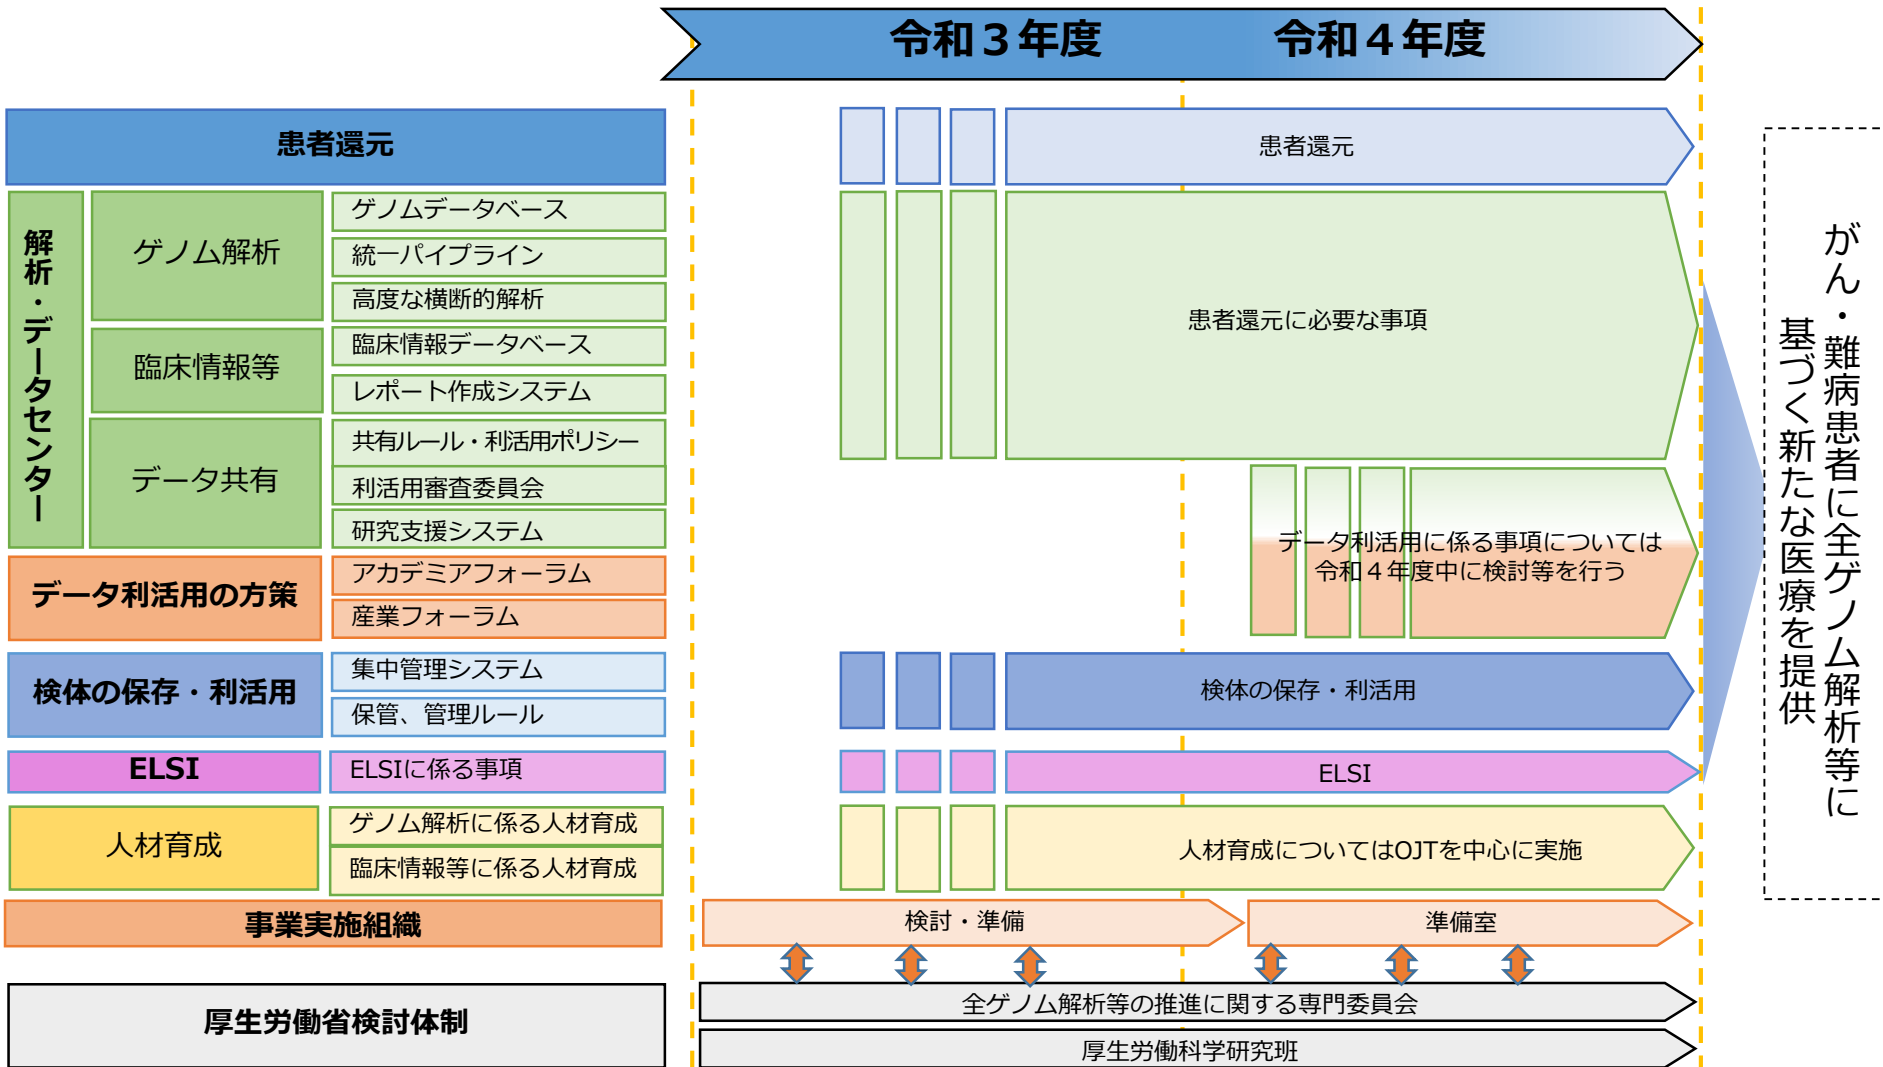 令和３年度
令和４年度
患者還元
患者還元
解析・データセンター
ゲノム解析
ゲノムデータベース
統一パイプライン
高度な横断的解析
臨床情報等
臨床情報データベース
レポート作成システム
データ共有
共有ルール・利活用ポリシー
利活用審査委員会
研究支援システム
患者還元に必要な事項
データ利活用の方策
アカデミアフォーラム
産業フォーラム
データ利活用に係る事項については
令和４年度中に検討等を行う
検体の保存・利活用
集中管理システム
保管、管理ルール
検体の保存・利活用
ELSI
ELSIに係る事項
ELSI
人材育成
ゲノム解析に係る人材育成
臨床情報等に係る人材育成
人材育成についてはOJTを中心に実施
事業実施組織
検討・準備
準備室
厚生労働省検討体制
全ゲノム解析等の推進に関する専門委員会
厚生労働科学研究班
がん・難病患者に全ゲノム解析等に
基づく新たな医療を提供